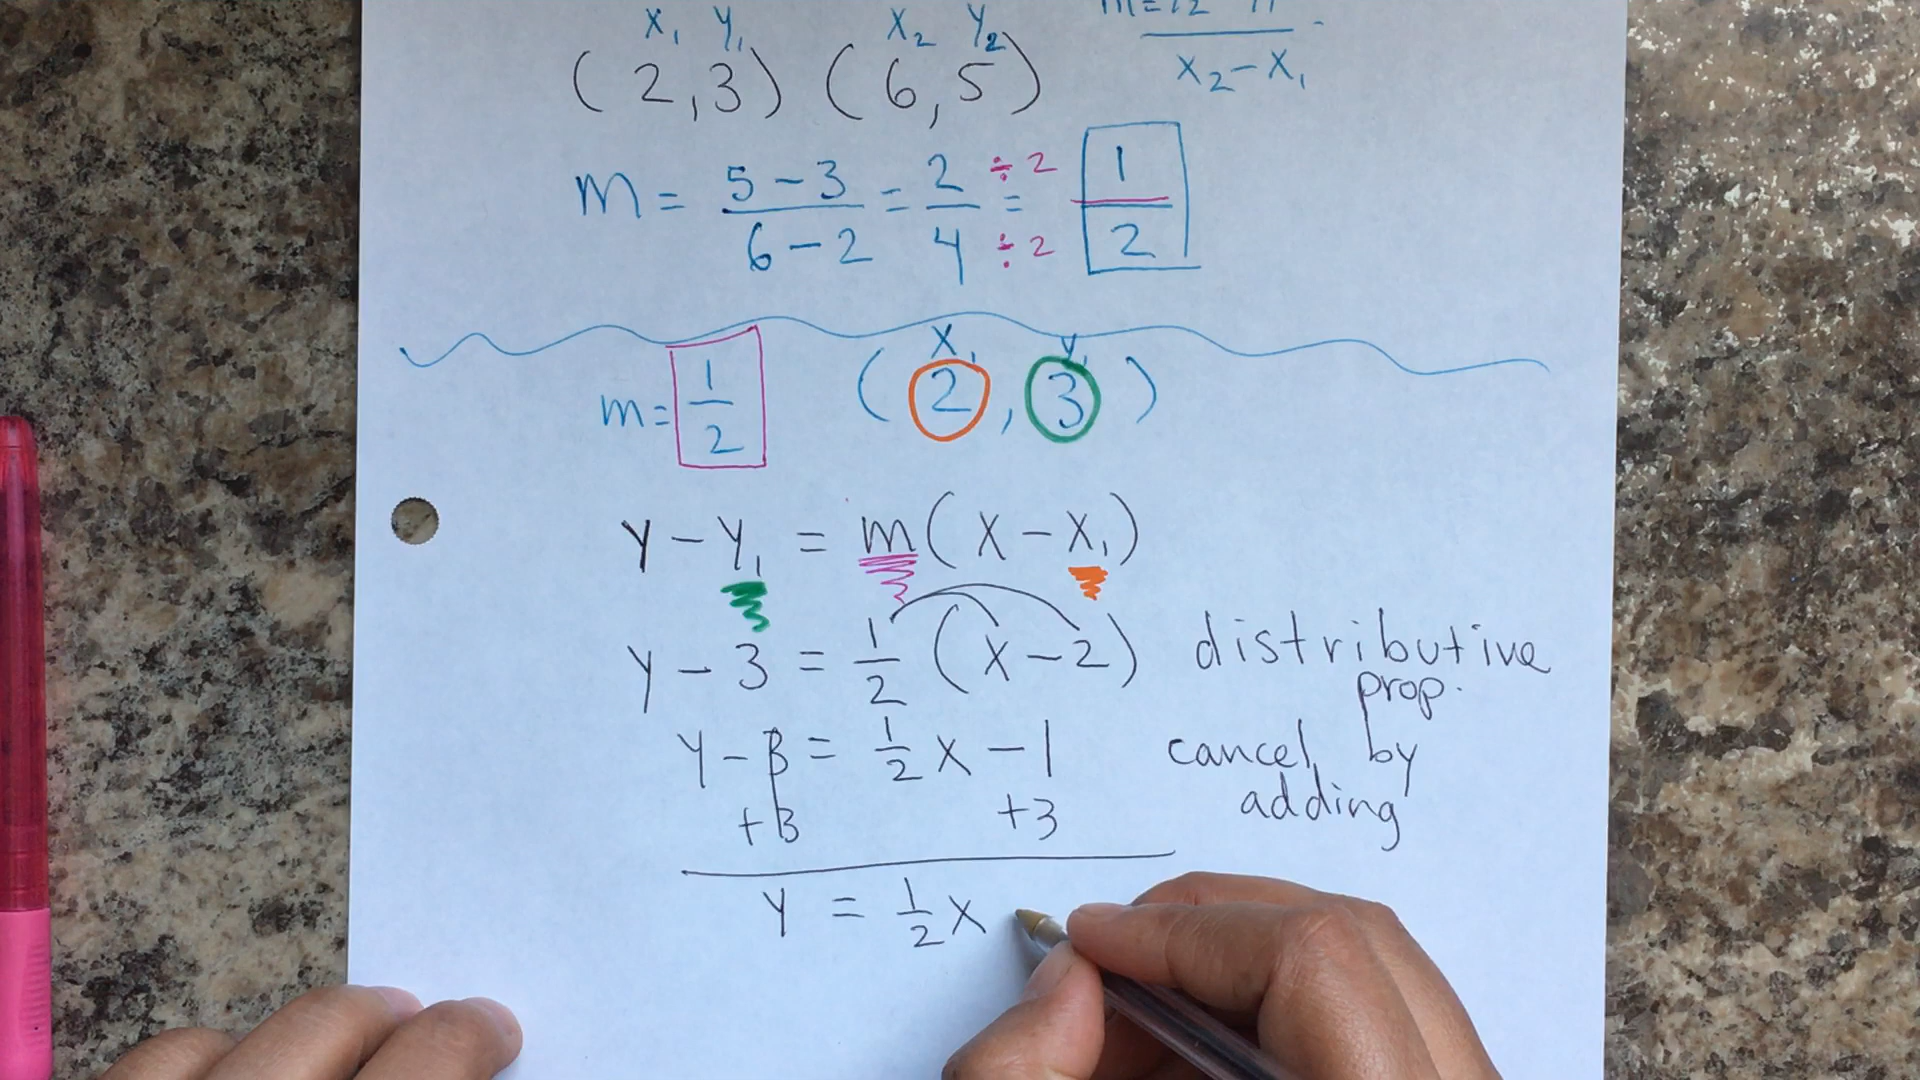 x₁ y₁ x₂ y₂
(2,3) (6,5)
x₂-x₁
m = 5-3/6-2 = 2/4 ÷2/÷2 = 1/2
x₁ y₁
m= 1/2 (2,3)
y-y₁ = m(x-x₁)
y-3 = 1/2 (x-2) distributive
prop.
y-3 = 1/2x -1 cancel by
+3 +3 adding
y = 1/2x